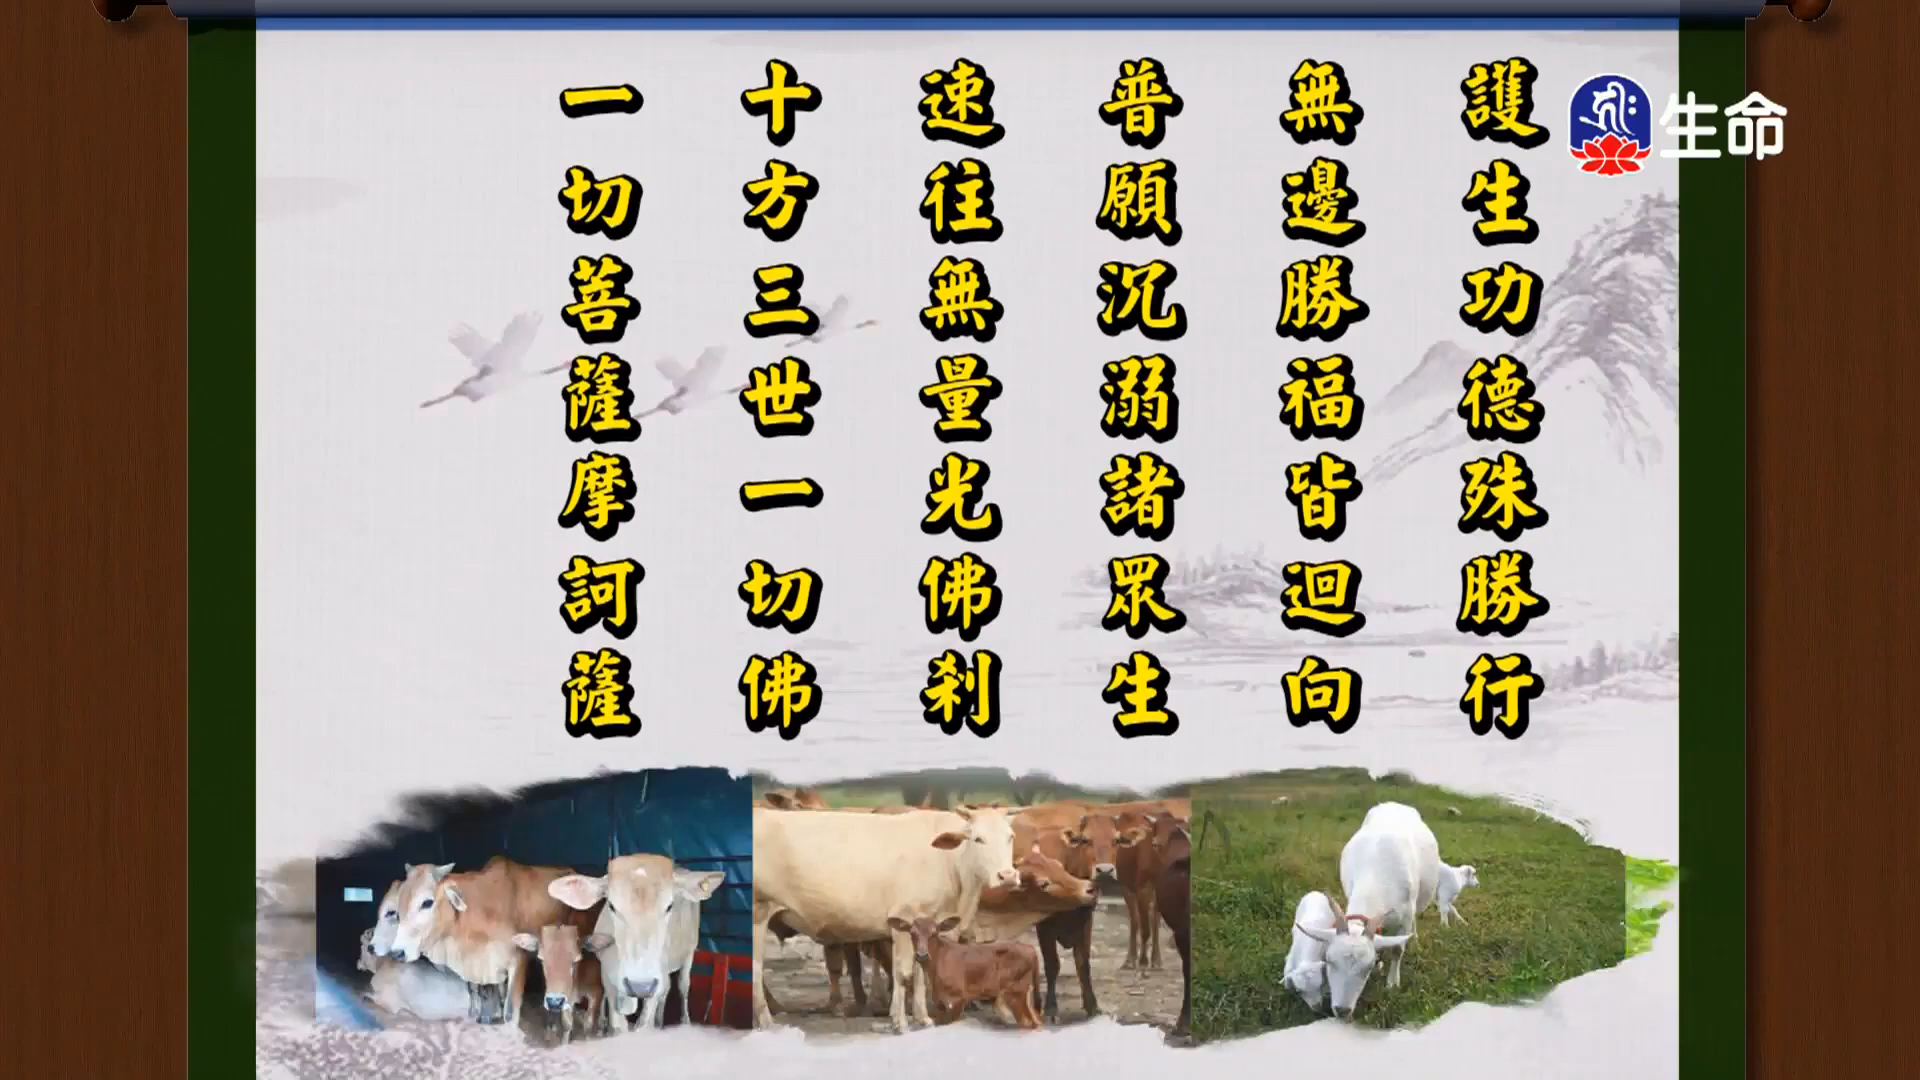 護生功德殊勝行
無邊勝福皆迴向
普願沉溺諸眾生
速往無量光佛剎
十方三世一切佛
一切菩薩摩訶薩
生命